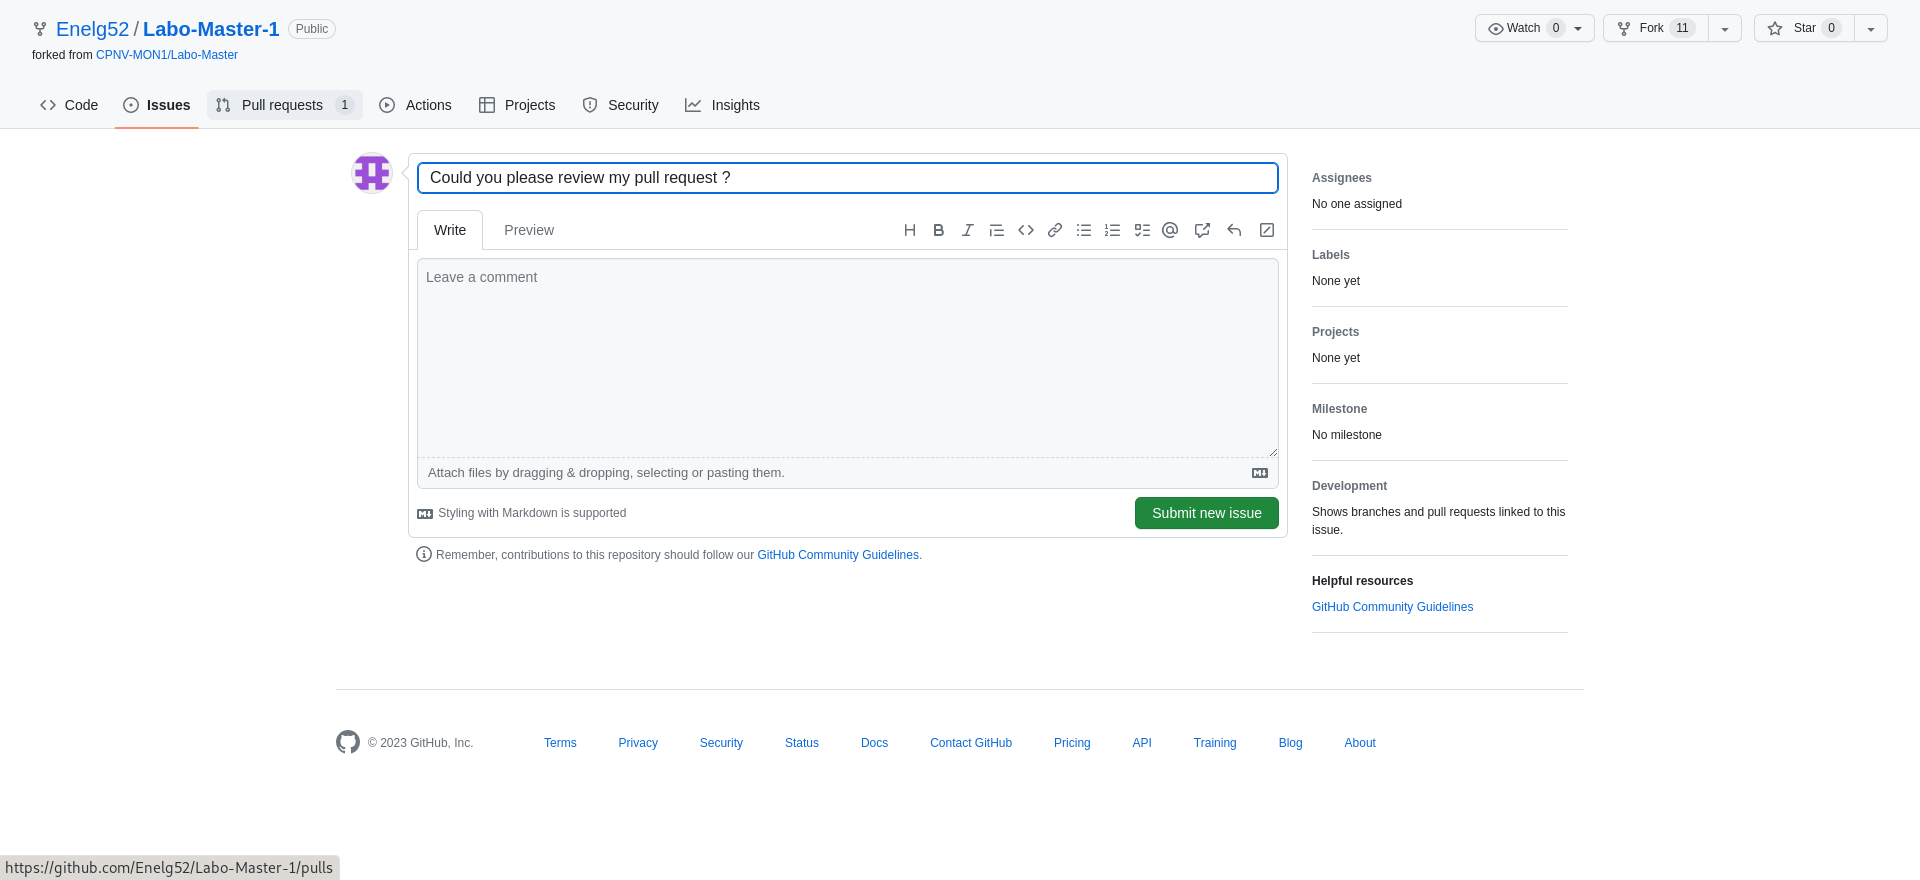 Enelg52 / Labo-Master-1 Public
Watch 0 Fork 11 Star 0
forked from CPNV-MON1/Labo-Master
Code Issues Pull requests 1 Actions Projects Security Insights
Could you please review my pull request ?
Write Preview
Leave a comment
Attach files by dragging & dropping, selecting or pasting them.
Styling with Markdown is supported
Submit new issue
Remember, contributions to this repository should follow our GitHub Community Guidelines.
Assignees
No one assigned
Labels
None yet
Projects
None yet
Milestone
No milestone
Development
Shows branches and pull requests linked to this
issue.
Helpful resources
GitHub Community Guidelines
© 2023 GitHub, Inc. Terms Privacy Security Status Docs Contact GitHub Pricing API Training Blog About
https://github.com/Enelg52/Labo-Master-1/pulls